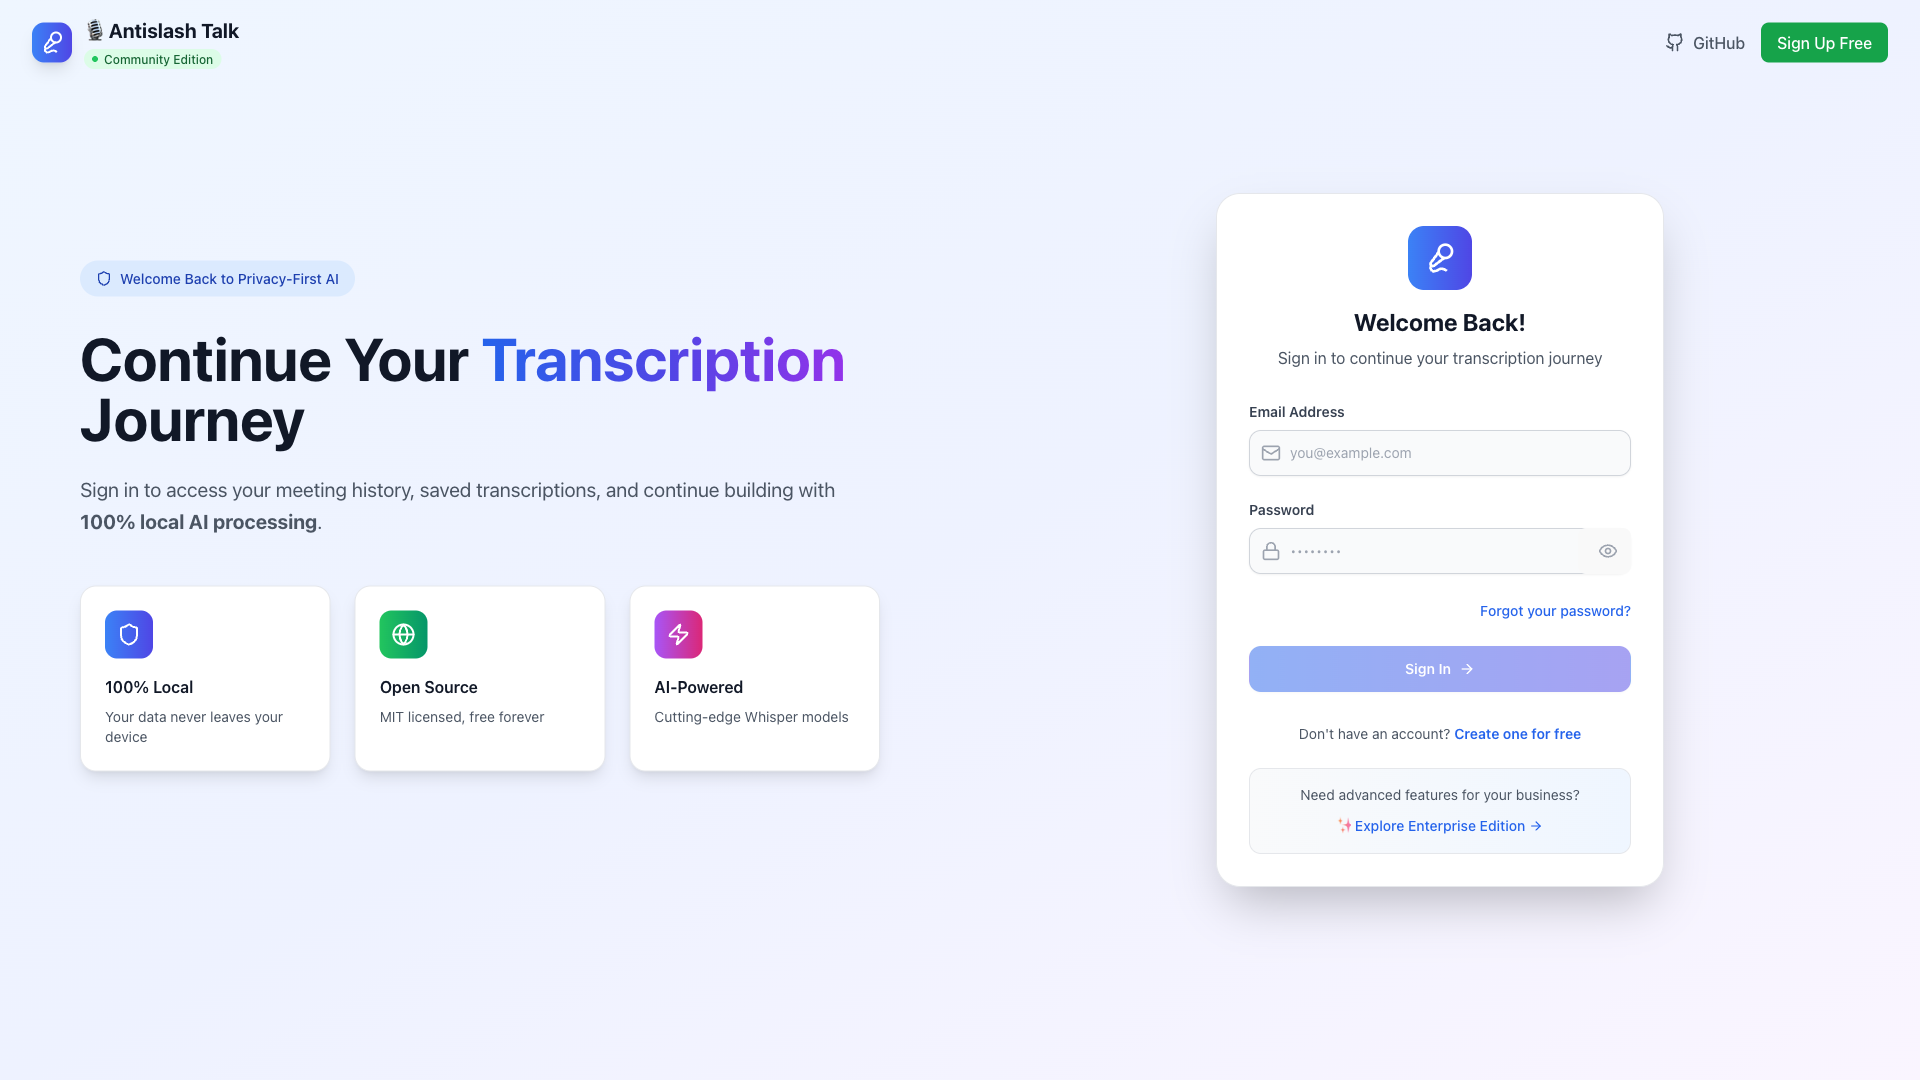 Antislash Talk
Community Edition
GitHub
Sign Up Free
Welcome Back to Privacy-First AI
Continue Your Transcription
Journey
Sign in to access your meeting history, saved transcriptions, and continue building with
100% local AI processing.
100% Local
Your data never leaves your
device
Open Source
MIT licensed, free forever
AI-Powered
Cutting-edge Whisper models
Welcome Back!
Sign in to continue your transcription journey
Email Address
you@example.com
Password
••••••••
Forgot your password?
Sign In →
Don't have an account? Create one for free
Need advanced features for your business?
✨ Explore Enterprise Edition →